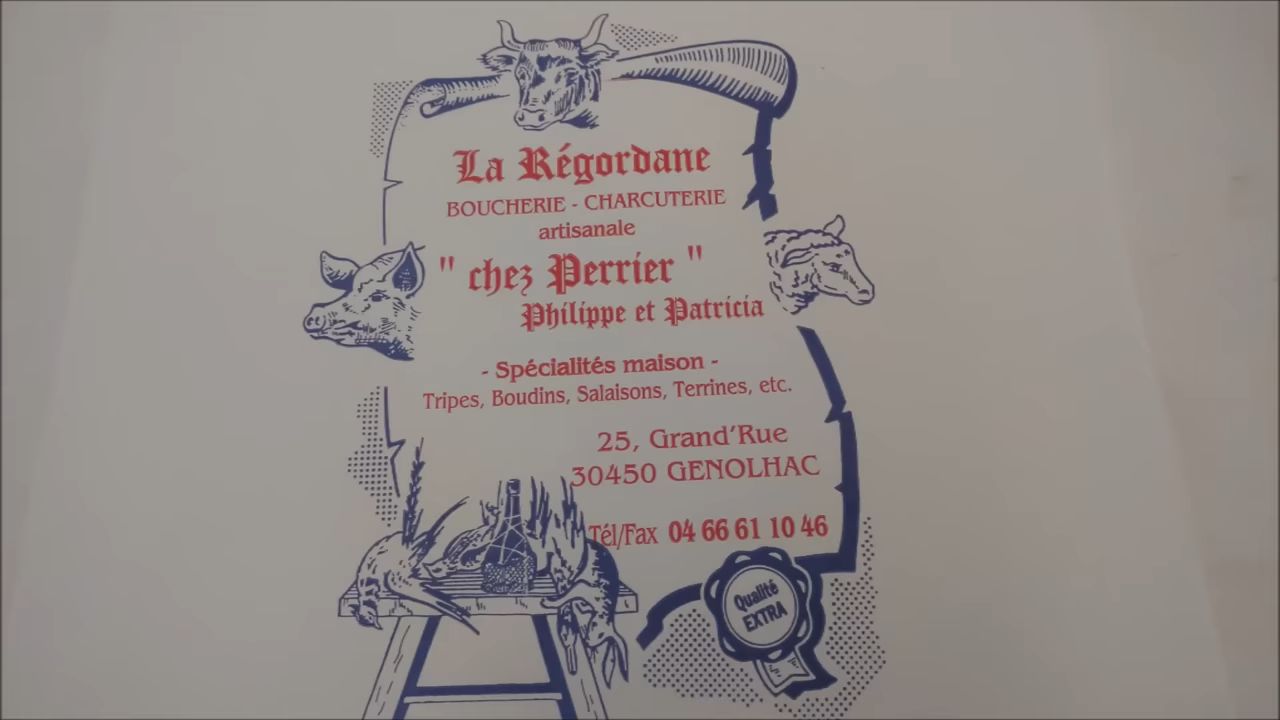 La Régordane
BOUCHERIE - CHARCUTERIE
artisanale
" chez Perrier "
Philippe et Patricia
- Spécialités maison -
Tripes, Boudins, Salaisons, Terrines, etc.
25, Grand'Rue
30450 GENOLHAC
Tél/Fax 04 66 61 10 46
Qualité
EXTRA